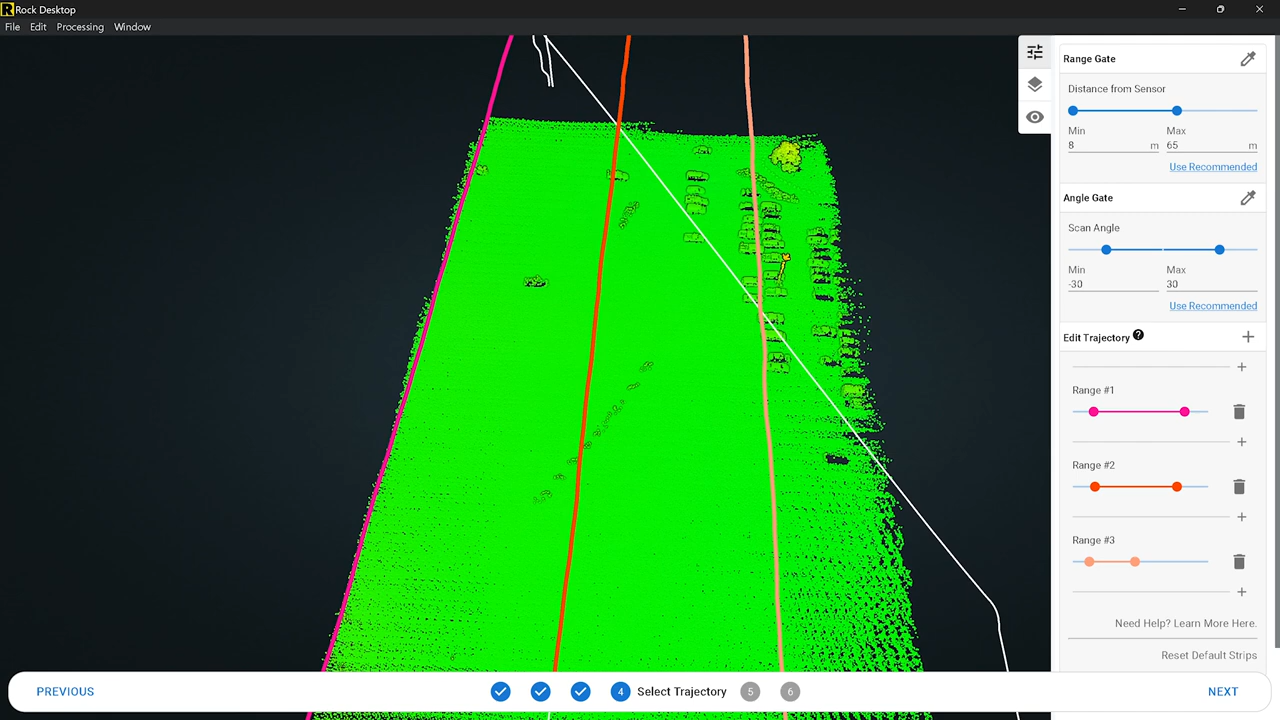 R Rock Desktop
File Edit Processing Window
Range Gate
Distance from Sensor
Min Max
8 m 65 m
Use Recommended
Angle Gate
Scan Angle
Min Max
-30 30
Use Recommended
Edit Trajectory ?
Range #1
Range #2
Range #3
Need Help? Learn More Here.
Reset Default Strips
PREVIOUS 4 Select Trajectory 5 6 NEXT